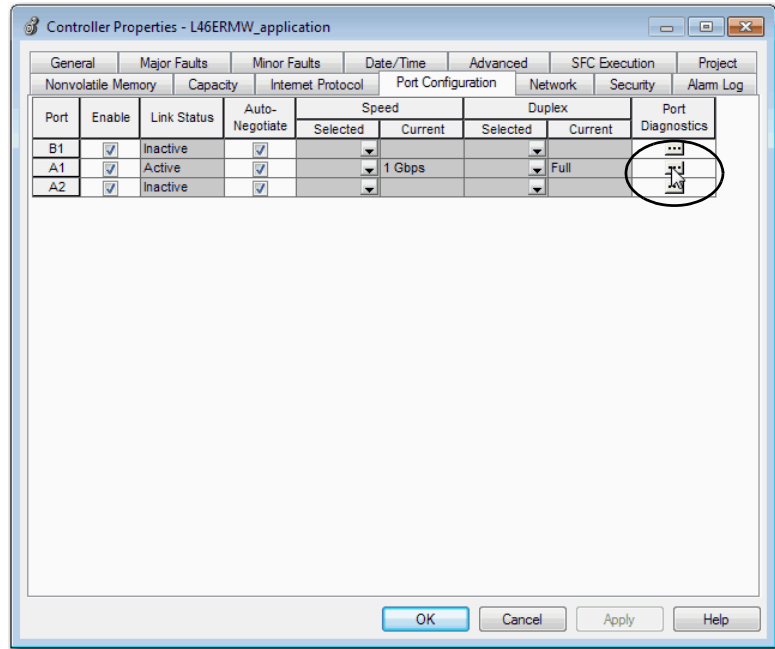 Controller Properties - L46ERMW_application
General Major Faults Minor Faults Date/Time Advanced SFC Execution Project
Nonvolatile Memory Capacity Internet Protocol Port Configuration Network Security Alarm Log
Port Enable Link Status Auto-Negotiate Speed Duplex Port Diagnostics
Selected Current Selected Current
B1 Inactive ...
A1 Active 1 Gbps Full ...
A2 Inactive
OK Cancel Apply Help